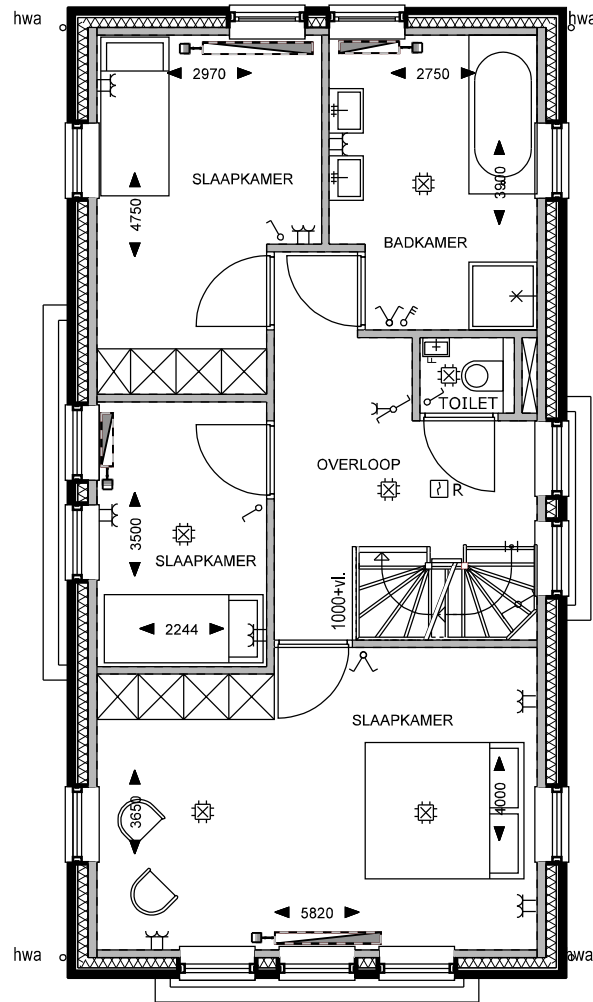 hwa
hwa
2970
2750
SLAAPKAMER
4750
3900
BADKAMER
TOILET
OVERLOOP
R
3500
SLAAPKAMER
2244
1000+vl.
SLAAPKAMER
3650
4000
5820
hwa
hwa